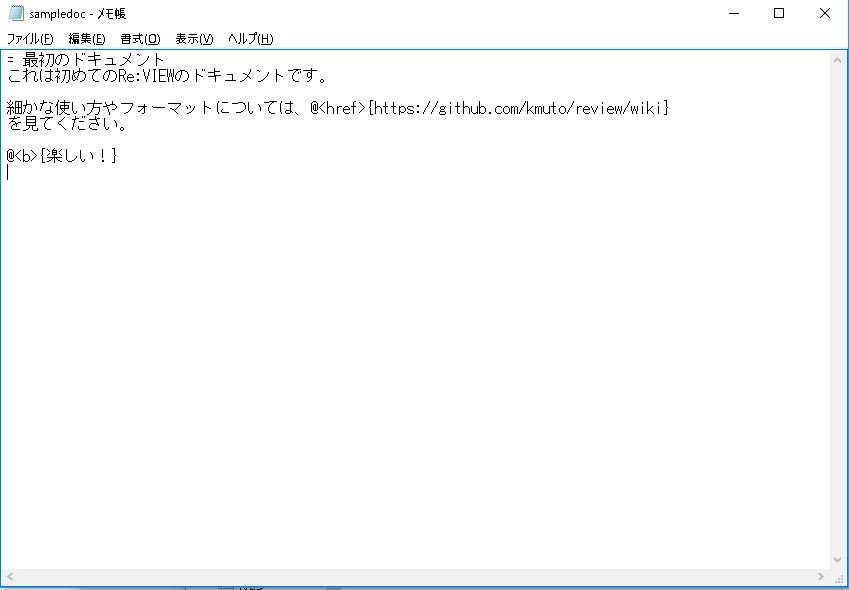 sampledoc - メモ帳
ファイル(F) 編集(E) 書式(O) 表示(V) ヘルプ(H)
= 最初のドキュメント
これは初めてのRe:VIEWのドキュメントです。
細かな使い方やフォーマットについては、@<href>{https://github.com/kmuto/review/wiki}
を見てください。
@<b>{楽しい！}